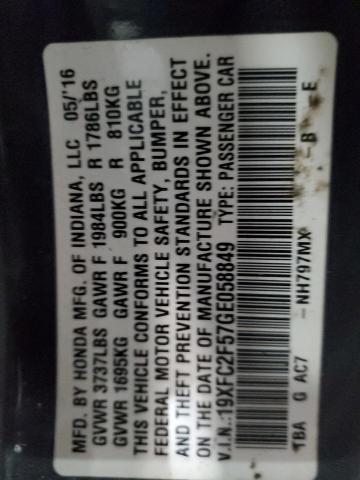 MFD. BY HONDA MFG. OF INDIANA, LLC 05/16
GVWR 3737LBS GAWR F 1984LBS R 1786LBS
GVWR 1695KG GAWR F 900KG R 810KG
THIS VEHICLE CONFORMS TO ALL APPLICABLE
FEDERAL MOTOR VEHICLE SAFETY, BUMPER,
AND THEFT PREVENTION STANDARDS IN EFFECT
ON THE DATE OF MANUFACTURE SHOWN ABOVE.
V.I.N.:19XFC2F57GE058849 TYPE: PASSENGER CAR
TBA G AC7 -NH797MX -B E